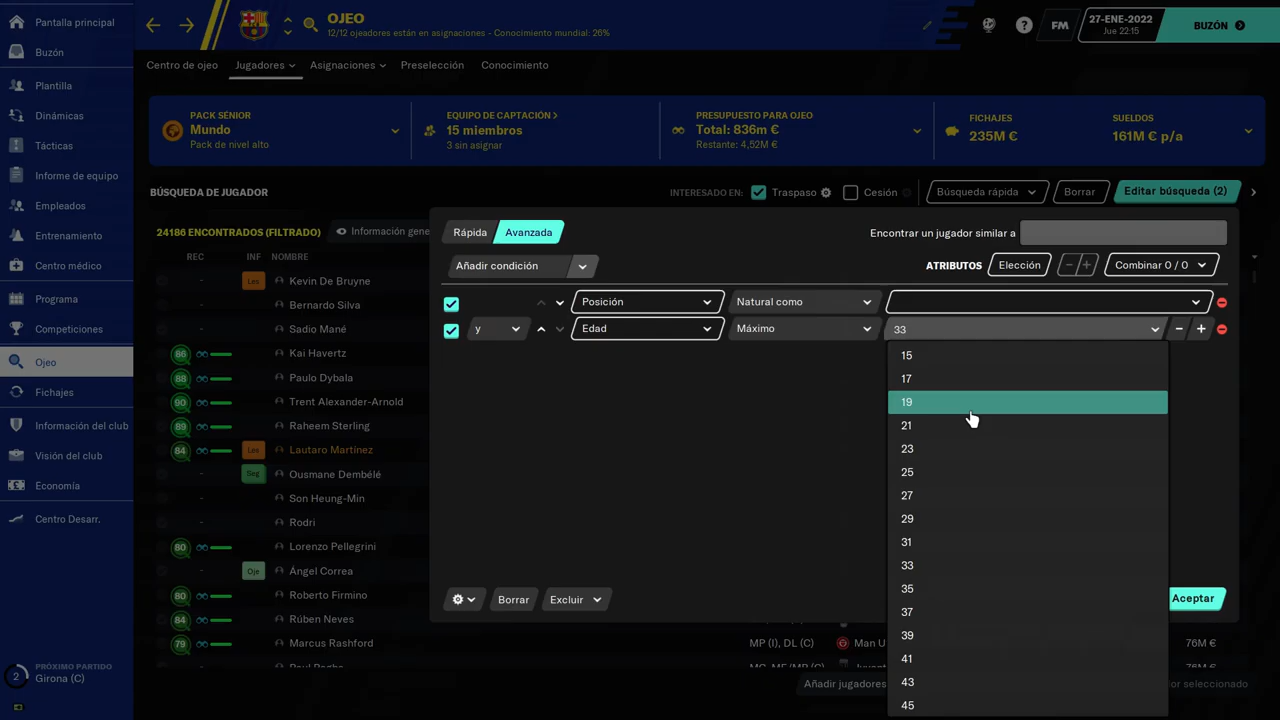 Pantalla principal
Buzón
Plantilla
Dinámicas
Tácticas
Informe de equipo
Empleados
Entrenamiento
Centro médico
Programa
Competiciones
Ojeo
Fichajes
Información del club
Visión del club
Economía
Centro Desarr.
PRÓXIMO PARTIDO
2
Girona (C)
OJEO
12/12 ojeadores están en asignaciones - Conocimiento mundial: 26%
?
FM
27-ENE-2022
Jue 22:15
BUZÓN
Centro de ojeo
Jugadores
Asignaciones
Preselección
Conocimiento
PACK SÉNIOR
Mundo
Pack de nivel alto
EQUIPO DE CAPTACIÓN >
15 miembros
3 sin asignar
PRESUPUESTO PARA OJEO
Total: 836m €
Restante: 4,52M €
FICHAJES
235M €
SUELDOS
161M € p/a
BÚSQUEDA DE JUGADOR
INTERESADO EN:
Traspaso
Cesión
Búsqueda rápida
Borrar
Editar búsqueda (2)
24186 ENCONTRADOS (FILTRADO)
Información gene
REC INF NOMBRE
- Les Kevin De Bruyne
- Bernardo Silva
- Sadio Mané
86 Kai Havertz
88 Paulo Dybala
90 Trent Alexander-Arnold
89 Raheem Sterling
84 Les Lautaro Martínez
- Seg Ousmane Dembélé
- Son Heung-Min
- Rodri
80 Lorenzo Pellegrini
- Oje Ángel Correa
80 Roberto Firmino
84 Rúben Neves
79 Marcus Rashford
MP (I), DL (C) Man U
76M €
Rápida
Avanzada
Encontrar un jugador similar a
Añadir condición
ATRIBUTOS
Elección
− / +
Combinar 0 / 0
Posición
Natural como
y
Edad
Máximo
33
− +
15
17
19
21
23
25
27
29
31
33
35
37
39
41
43
45
Borrar
Excluir
Aceptar
Añadir jugadores
or seleccionado